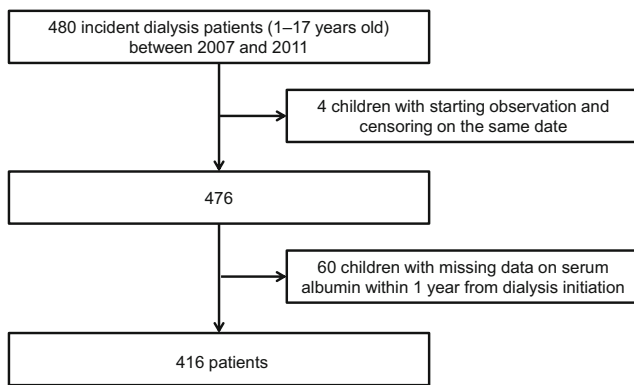 480 incident dialysis patients (1–17 years old)
between 2007 and 2011
4 children with starting observation and
censoring on the same date
476
60 children with missing data on serum
albumin within 1 year from dialysis initiation
416 patients